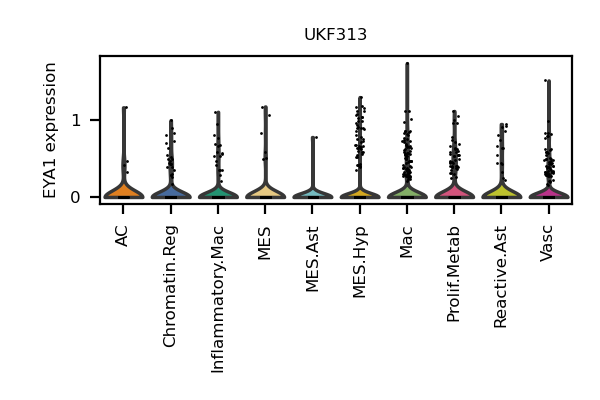 UKF313
EYA1 expression
1
0
AC
Chromatin.Reg
Inflammatory.Mac
MES
MES.Ast
MES.Hyp
Mac
Prolif.Metab
Reactive.Ast
Vasc